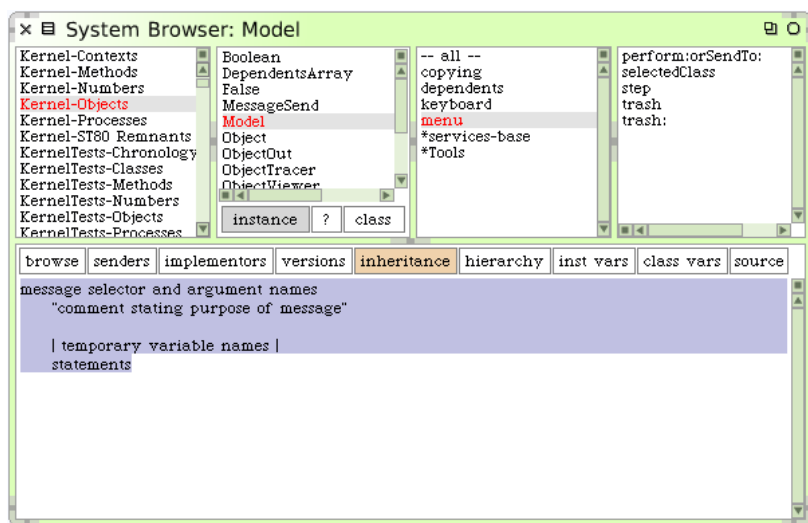 System Browser: Model
Kernel-Contexts
Kernel-Methods
Kernel-Numbers
Kernel-Objects
Kernel-Processes
Kernel-ST80 Remnants
KernelTests-Chronology
KernelTests-Classes
KernelTests-Methods
KernelTests-Numbers
KernelTests-Objects
KernelTests-Processes
Boolean
DependentsArray
False
MessageSend
Model
Object
ObjectOut
ObjectTracer
ObjectViewer
instance ? class
-- all --
copying
dependents
keyboard
menu
*services-base
*Tools
perform:orSendTo:
selectedClass
step
trash
trash:
browse senders implementors versions inheritance hierarchy inst vars class vars source
message selector and argument names
"comment stating purpose of message"
| temporary variable names |
statements